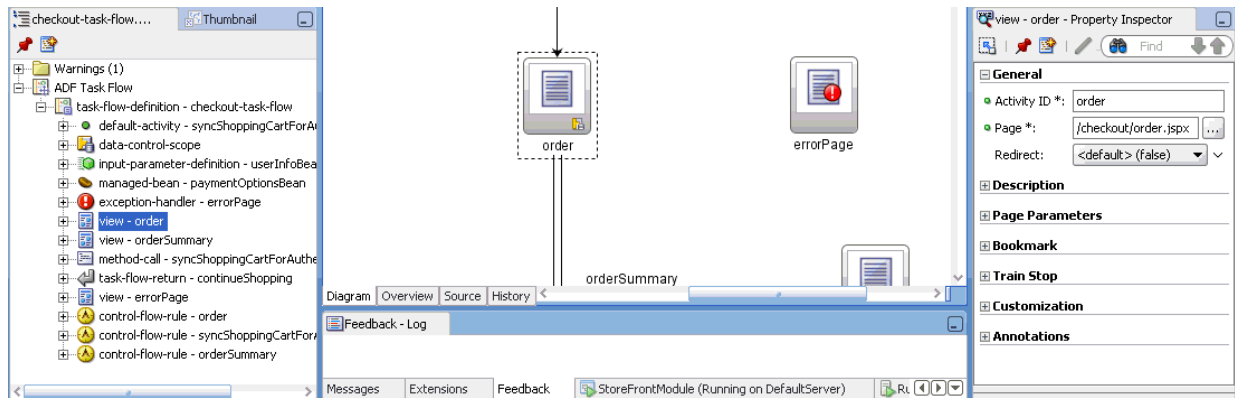 checkout-task-flow....
Thumbnail
Warnings (1)
ADF Task Flow
task-flow-definition - checkout-task-flow
default-activity - syncShoppingCartForAu
data-control-scope
input-parameter-definition - userInfoBea
managed-bean - paymentOptionsBean
exception-handler - errorPage
view - order
view - orderSummary
method-call - syncShoppingCartForAuthe
task-flow-return - continueShopping
view - errorPage
control-flow-rule - order
control-flow-rule - syncShoppingCartForA
control-flow-rule - orderSummary
order
errorPage
orderSummary
Diagram Overview Source History
Feedback - Log
Messages Extensions Feedback StoreFrontModule (Running on DefaultServer) Ru
view - order - Property Inspector
Find
General
Activity ID *: order
Page *: /checkout/order.jspx ...
Redirect: <default> (false)
Description
Page Parameters
Bookmark
Train Stop
Customization
Annotations